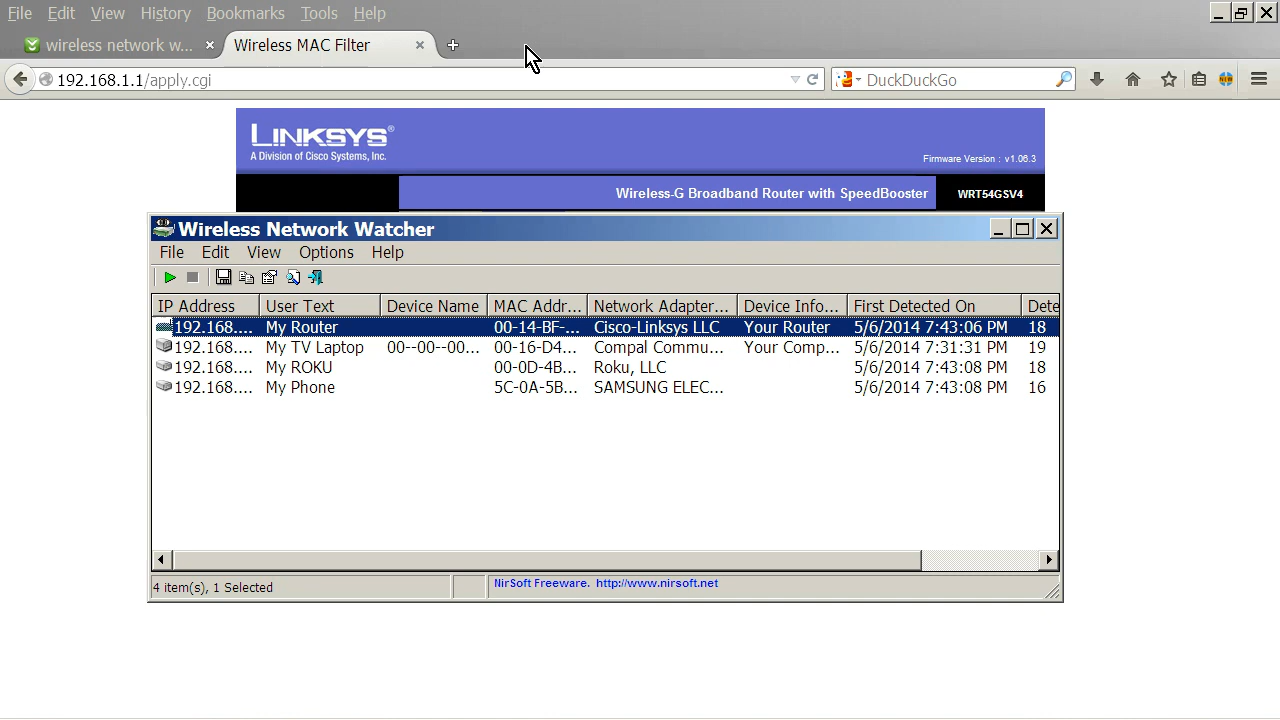 File Edit View History Bookmarks Tools Help
wireless network w... × Wireless MAC Filter ×
192.168.1.1/apply.cgi DuckDuckGo NEW
LINKSYS®
A Division of Cisco Systems, Inc.
Firmware Version : v1.06.3
Wireless-G Broadband Router with SpeedBooster WRT54GSV4
Wireless Network Watcher
File Edit View Options Help
IP Address User Text Device Name MAC Addr... Network Adapter... Device Info... First Detected On Dete
192.168.... My Router 00-14-BF-... Cisco-Linksys LLC Your Router 5/6/2014 7:43:06 PM 18
192.168.... My TV Laptop 00--00--00... 00-16-D4... Compal Commu... Your Comp... 5/6/2014 7:31:31 PM 19
192.168.... My ROKU 00-0D-4B... Roku, LLC 5/6/2014 7:43:08 PM 18
192.168.... My Phone 5C-0A-5B... SAMSUNG ELEC... 5/6/2014 7:43:08 PM 16
4 item(s), 1 Selected NirSoft Freeware. http://www.nirsoft.net